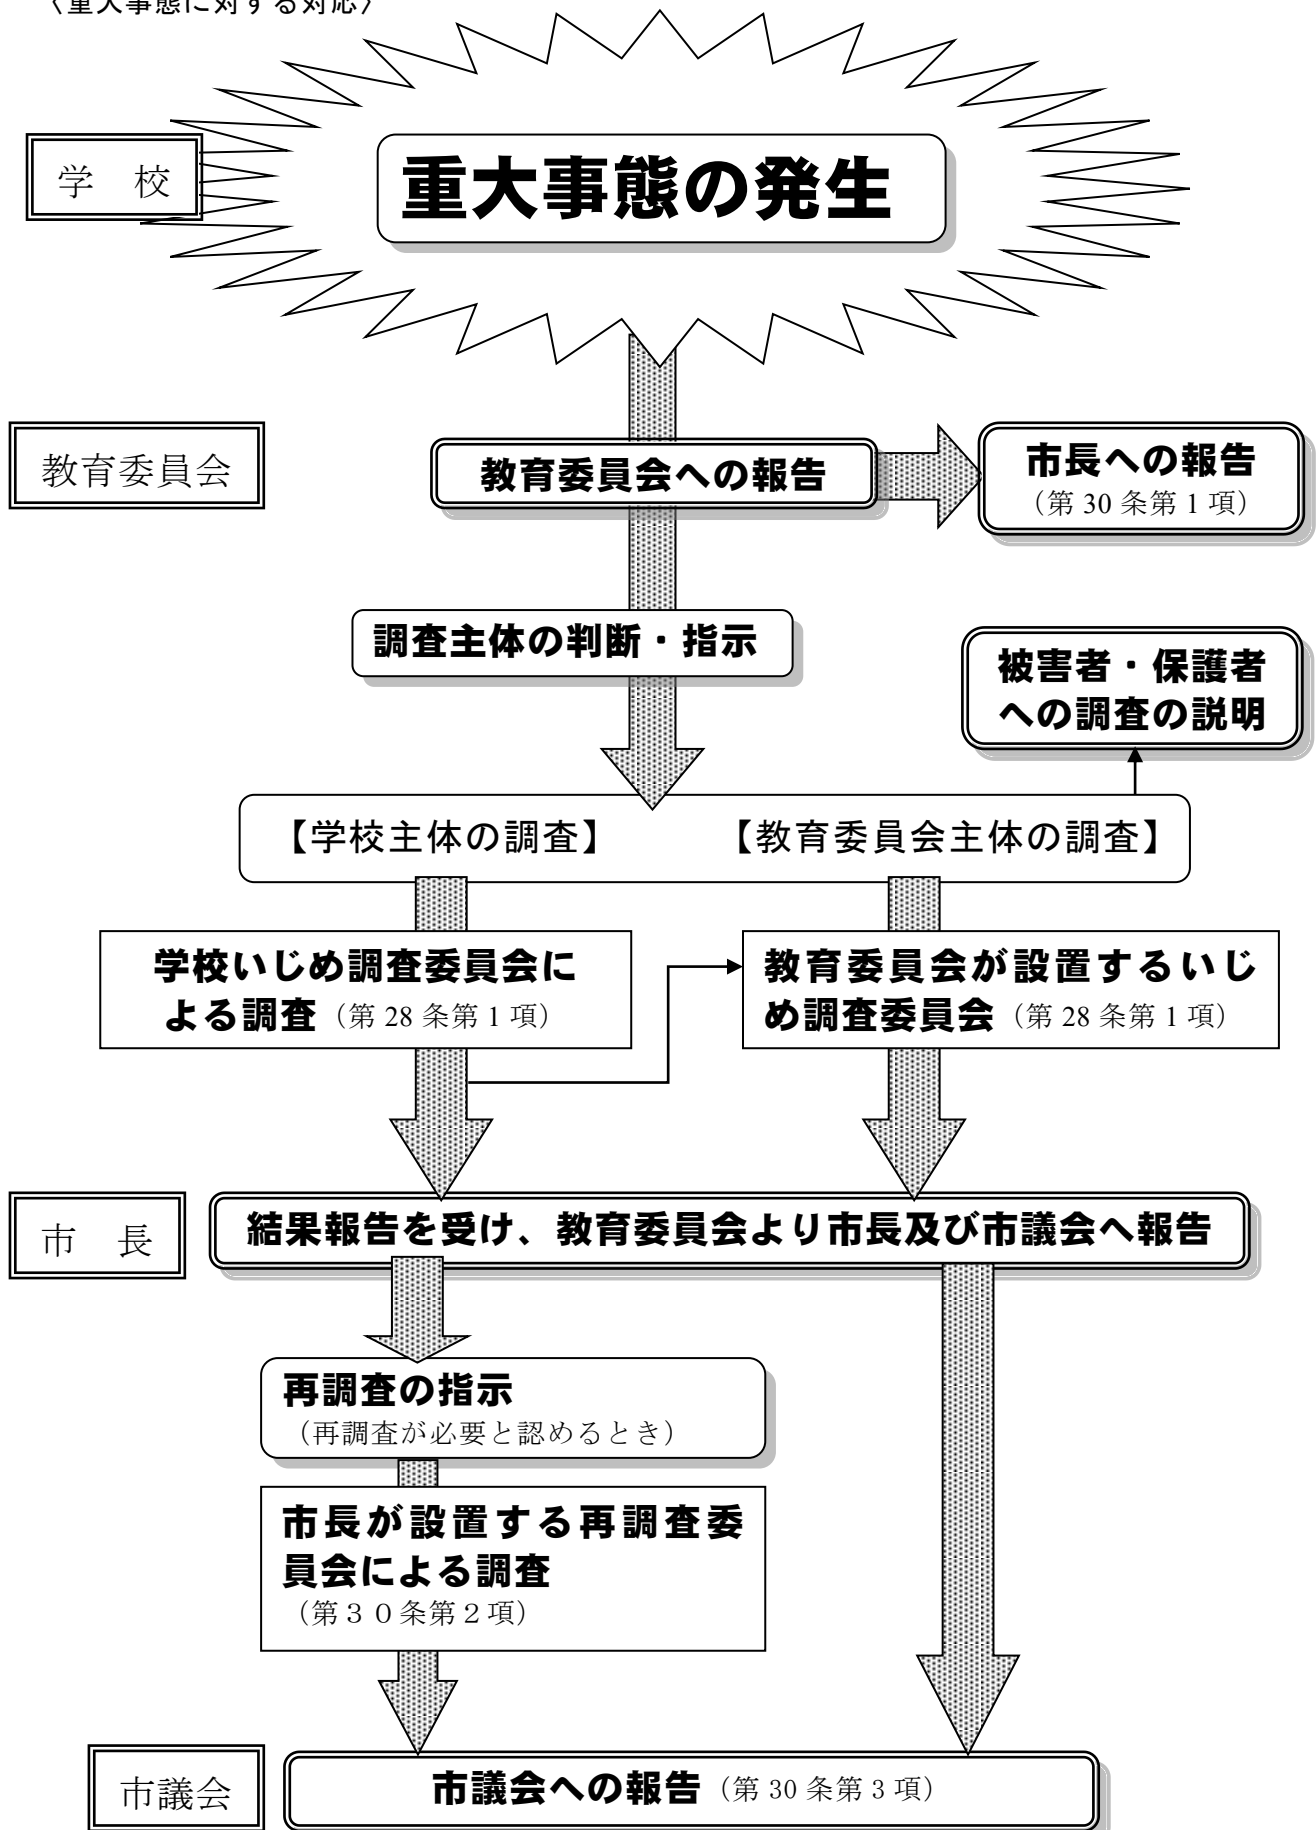 〈重大事態に対する対応〉
学　校
重大事態の発生
教育委員会
教育委員会への報告
市長への報告
（第 30 条第 1 項）
調査主体の判断・指示
被害者・保護者
への調査の説明
【学校主体の調査】　　【教育委員会主体の調査】
学校いじめ調査委員会に
よる調査（第 28 条第 1 項）
教育委員会が設置するいじ
め調査委員会（第 28 条第 1 項）
市　長
結果報告を受け、教育委員会より市長及び市議会へ報告
再調査の指示
（再調査が必要と認めるとき）
市長が設置する再調査委
員会による調査
（第３０条第２項）
市議会
市議会への報告（第 30 条第 3 項）